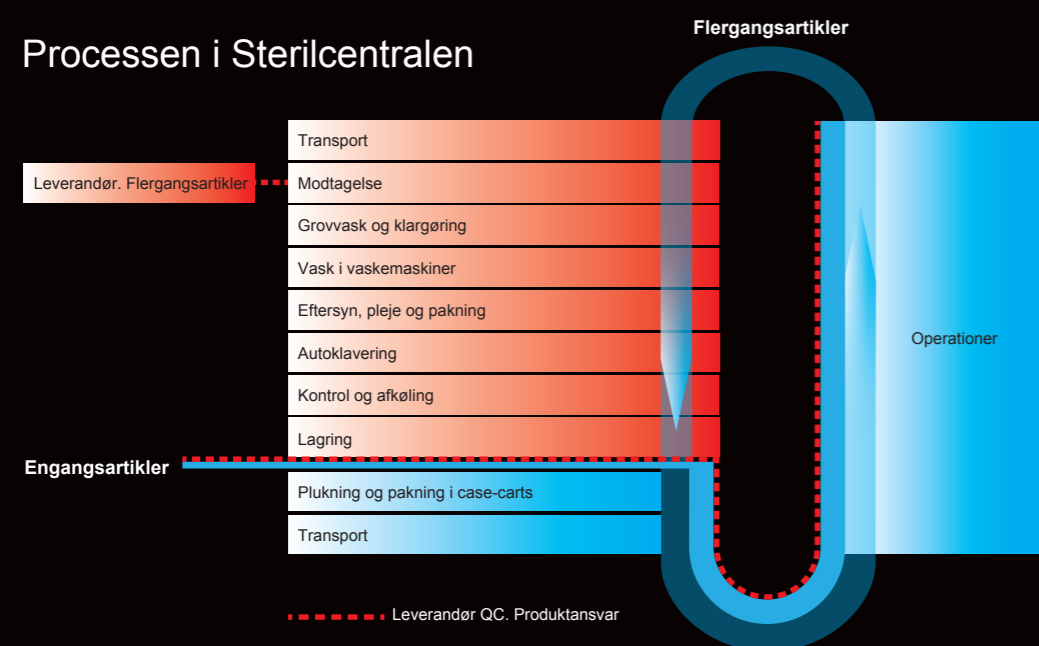 Flergangsartikler
Processen i Sterilcentralen
Transport
Leverandør. Flergangsartikler
Modtagelse
Grovvask og klargøring
Vask i vaskemaskiner
Eftersyn, pleje og pakning
Operationer
Autoklavering
Kontrol og afkøling
Lagring
Engangsartikler
Plukning og pakning i case-carts
Transport
Leverandør QC. Produktansvar